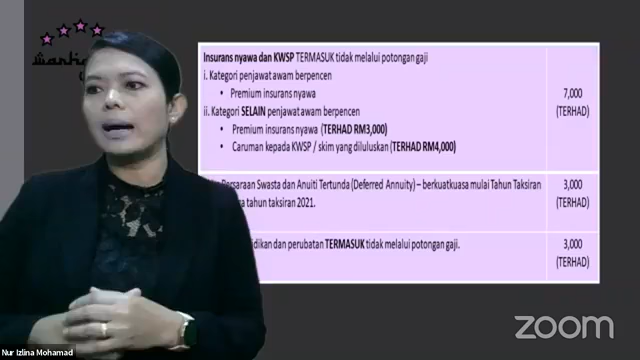 Insurans nyawa dan KWSP TERMASUK tidak melalui potongan gaji
i. Kategori penjawat awam berpencen
• Premium insurans nyawa
ii. Kategori SELAIN penjawat awam berpencen
• Premium insurans nyawa (TERHAD RM3,000)
• Caruman kepada KWSP / skim yang diluluskan (TERHAD RM4,000)
7,000
(TERHAD)
Persaraan Swasta dan Anuiti Tertunda (Deferred Annuity) – berkuatkuasa mulai Tahun Taksiran
tahun taksiran 2021.
3,000
(TERHAD)
dan perubatan TERMASUK tidak melalui potongan gaji.
3,000
(TERHAD)
Nur Izlina Mohamad
zoom